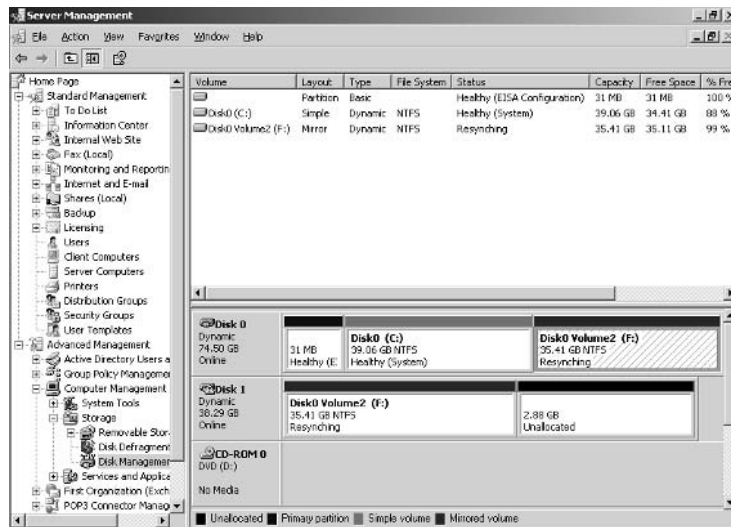 Server Management
File Action View Favorites Window Help
Home Page
Standard Management
To Do List
Information Center
Internal Web Site
Fax (Local)
Monitoring and Reportin
Internet and E-mail
Shares (Local)
Backup
Licensing
Users
Client Computers
Server Computers
Printers
Distribution Groups
Security Groups
User Templates
Advanced Management
Active Directory Users a
Group Policy Managemer
Computer Management
System Tools
Storage
Removable Stor
Disk Defragment
Disk Managemer
Services and Applica
First Organization (Exch
POP3 Connector Manag
Volume Layout Type File System Status Capacity Free Space % Fre
Partition Basic Healthy (EISA Configuration) 31 MB 31 MB 100 %
Disk0 (C:) Simple Dynamic NTFS Healthy (System) 39.06 GB 34.41 GB 88 %
Disk0 Volume2 (F:) Mirror Dynamic NTFS Resynching 35.41 GB 35.11 GB 99 %
Disk 0
Dynamic
74.50 GB
Online
31 MB
Healthy (E
Disk0 (C:)
39.06 GB NTFS
Healthy (System)
Disk0 Volume2 (F:)
35.41 GB NTFS
Resynching
Disk 1
Dynamic
38.29 GB
Online
Disk0 Volume2 (F:)
35.41 GB NTFS
Resynching
2.88 GB
Unallocated
CD-ROM 0
DVD (D:)
No Media
Unallocated Primary partition Simple volume Mirrored volume